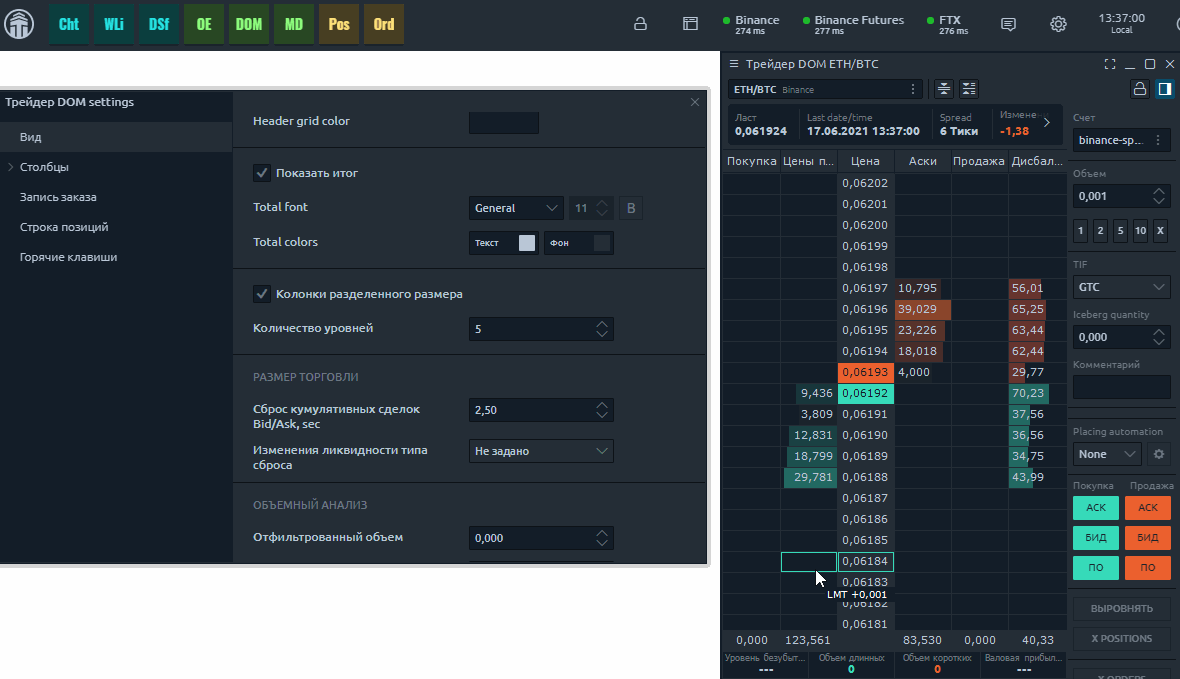 Cht WLi DSf OE DOM MD Pos Ord
Binance
274 ms
Binance Futures
277 ms
FTX
276 ms
13:37:00
Local
Трейдер DOM settings
Вид
Столбцы
Запись заказа
Строка позиций
Горячие клавиши
Header grid color
Показать итог
Total font General 11 B
Total colors Текст Фон
Колонки разделенного размера
Количество уровней 5
РАЗМЕР ТОРГОВЛИ
Сброс кумулятивных сделок
Bid/Ask, sec
2,50
Изменения ликвидности типа
сброса
Не задано
ОБЪЕМНЫЙ АНАЛИЗ
Отфильтрованный объем 0,000
Трейдер DOM ETH/BTC
ETH/BTC Binance
Ласт
0,061924
Last date/time
17.06.2021 13:37:00
Spread
6 Тики
Измене
-1,38
Покупка Цены п... Цена Аски Продажа Дисбал...
0,06202
0,06201
0,06200
0,06199
0,06198
0,06197 10,795 56,01
0,06196 39,029 65,25
0,06195 23,226 63,44
0,06194 18,018 62,44
0,06193 4,000 29,77
9,436 0,06192 70,23
3,809 0,06191 37,56
12,831 0,06190 36,56
18,799 0,06189 34,75
29,781 0,06188 43,99
0,06187
0,06186
0,06185
0,06184
0,06183
LMT +0,001
0,06182
0,06181
0,000 123,561 83,530 0,000 40,33
Уровень безубыт...
---
Объем длинных
0
Объем коротких
0
Валовая прибыл...
---
Счет
binance-sp...
Объем
0,001
1 2 5 10 X
TIF
GTC
Iceberg quantity
0,000
Комментарий
Placing automation
None
Покупка Продажа
АСК АСК
БИД БИД
ПО ПО
ВЫРОВНЯТЬ
X POSITIONS
X ORDERS